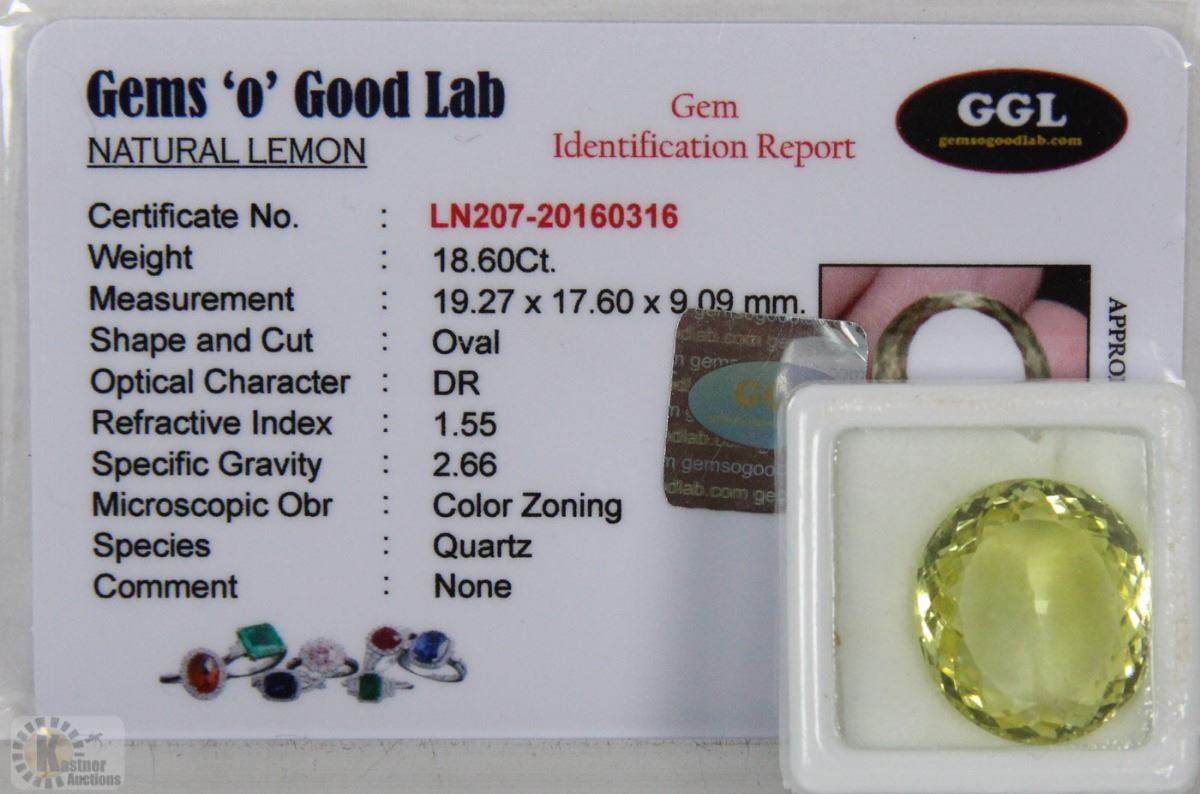 Gems ‘o’ Good Lab
NATURAL LEMON
Gem
Identification Report
GGL
gemsogoodlab.com
Certificate No. : LN207-20160316
Weight : 18.60Ct.
Measurement : 19.27 x 17.60 x 9.09 mm.
Shape and Cut : Oval
Optical Character : DR
Refractive Index : 1.55
Specific Gravity : 2.66
Microscopic Obr : Color Zoning
Species : Quartz
Comment : None
Kastnor
Auctions